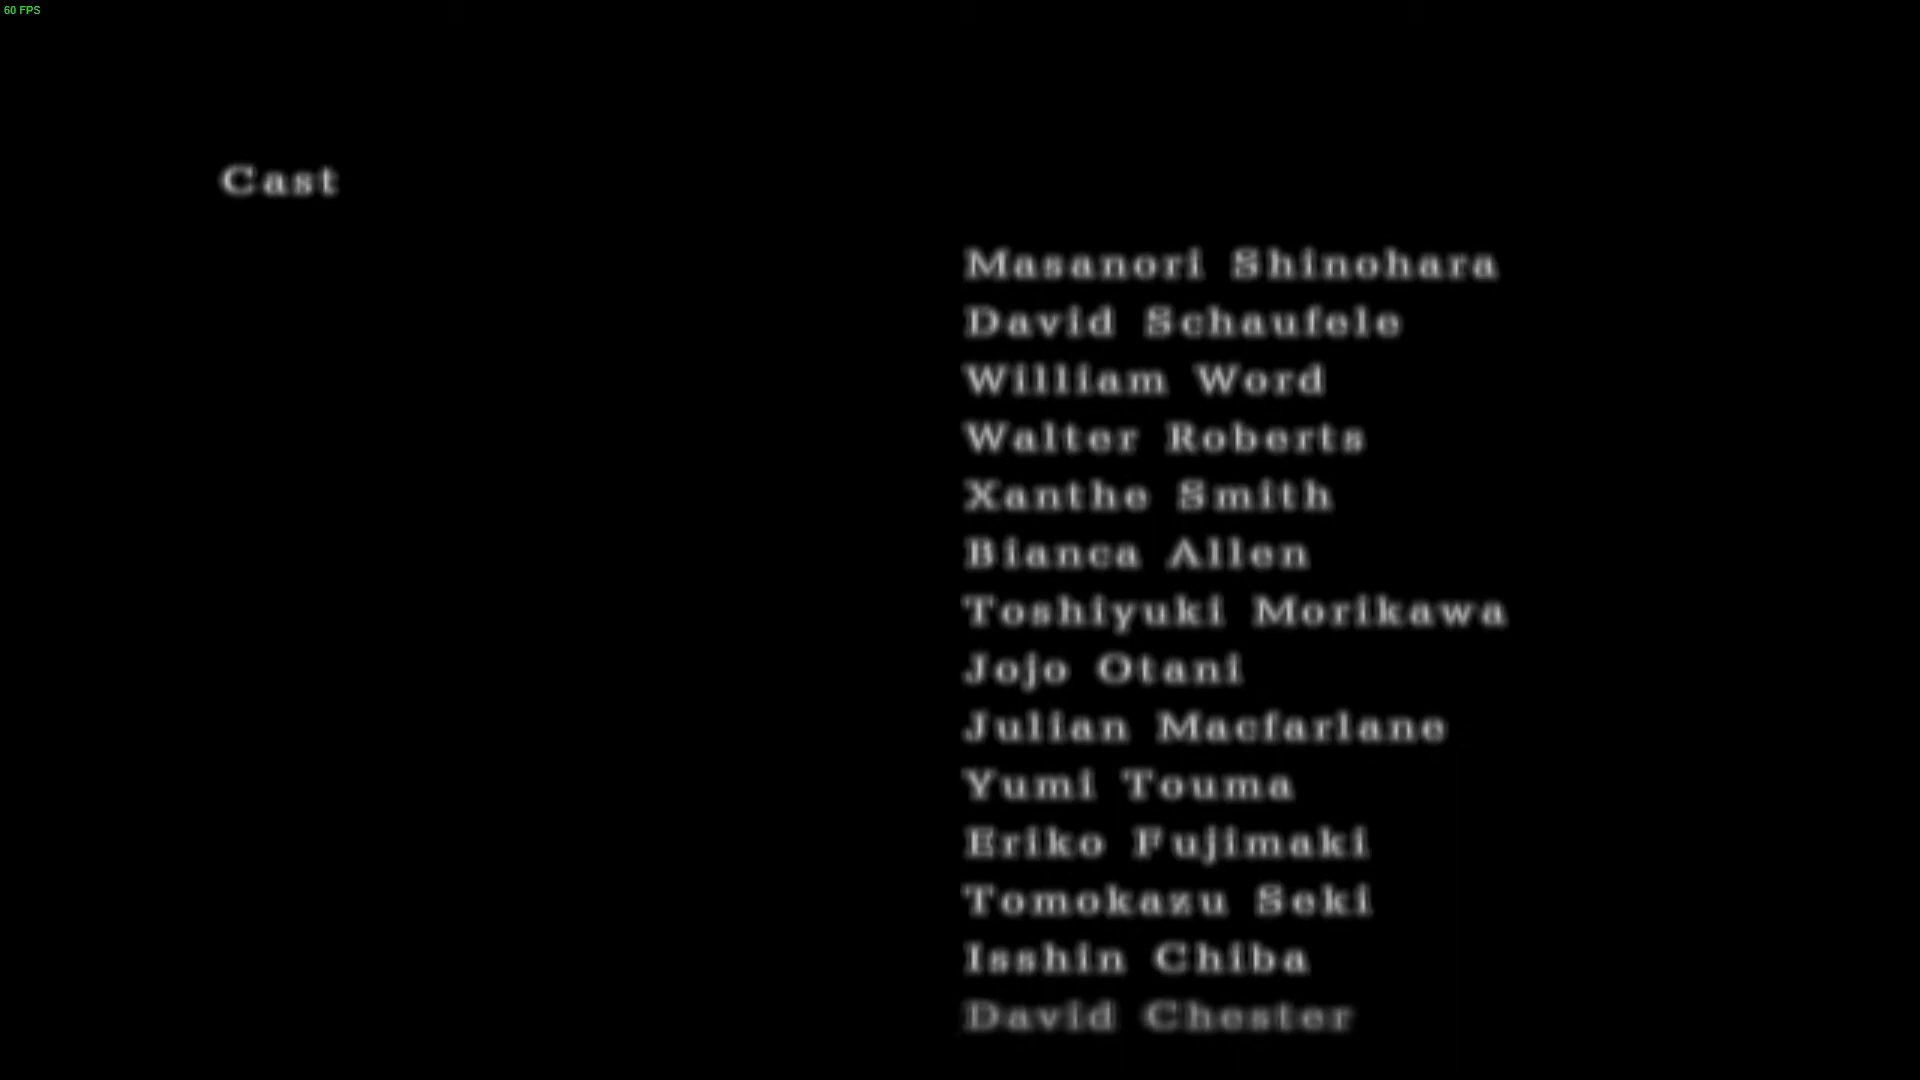 60 FPS
Cast
Masanori Shinohara
David Schaufele
William Word
Walter Roberts
Xanthe Smith
Bianca Allen
Toshiyuki Morikawa
Jojo Otani
Julian Macfarlane
Yumi Touma
Eriko Fujimaki
Tomokazu Seki
Isshin Chiba
David Chester